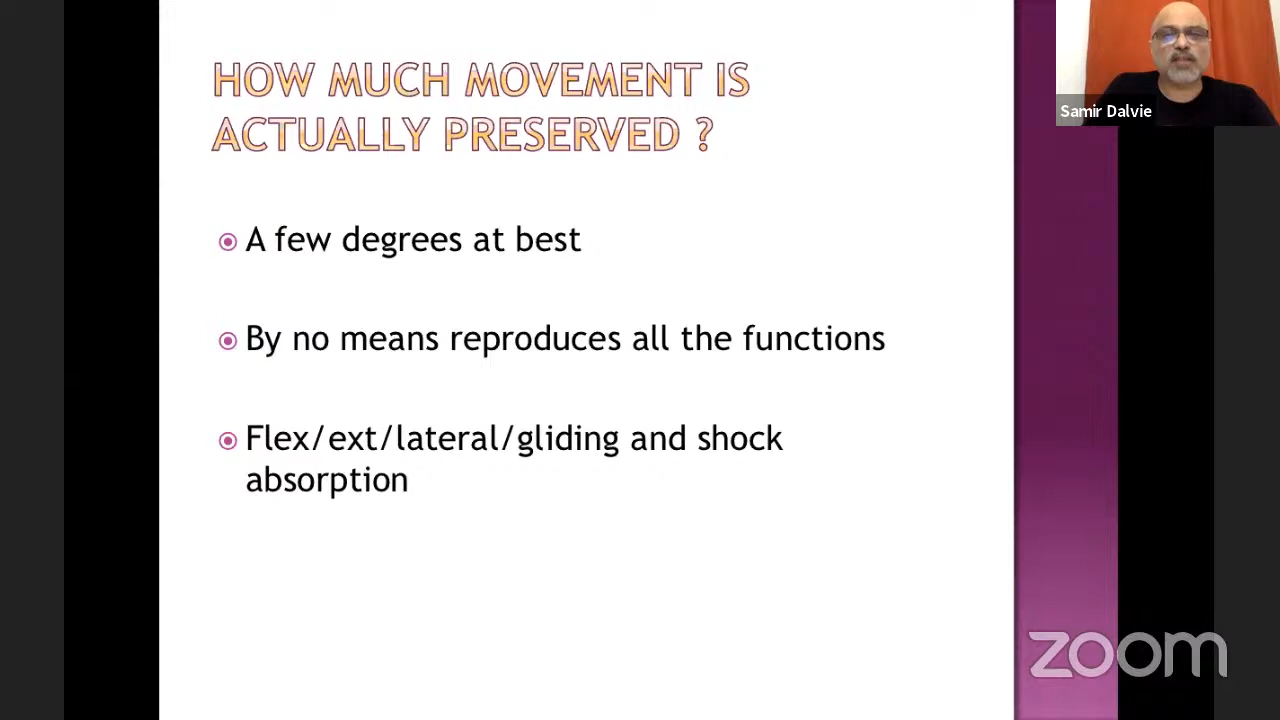 HOW MUCH MOVEMENT IS
ACTUALLY PRESERVED ?
A few degrees at best
By no means reproduces all the functions
Flex/ext/lateral/gliding and shock
absorption
Samir Dalvie
zoom